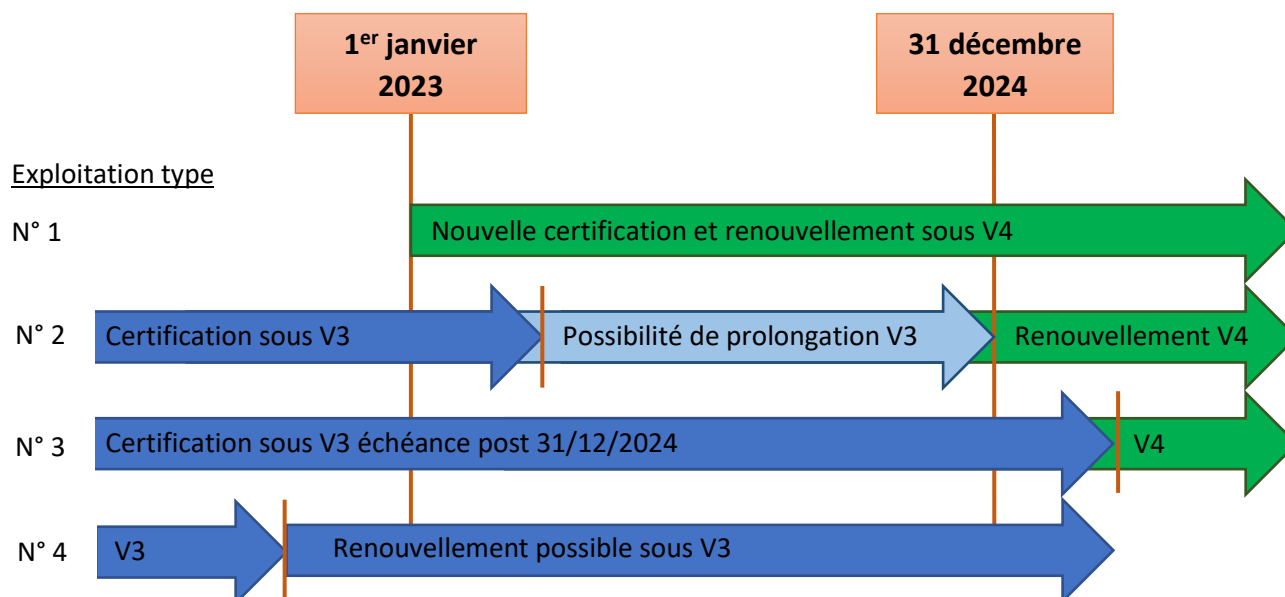 1er janvier
2023
31 décembre
2024
Exploitation type
N° 1
Nouvelle certification et renouvellement sous V4
N° 2
Certification sous V3
Possibilité de prolongation V3
Renouvellement V4
N° 3
Certification sous V3 échéance post 31/12/2024
V4
N° 4
V3
Renouvellement possible sous V3